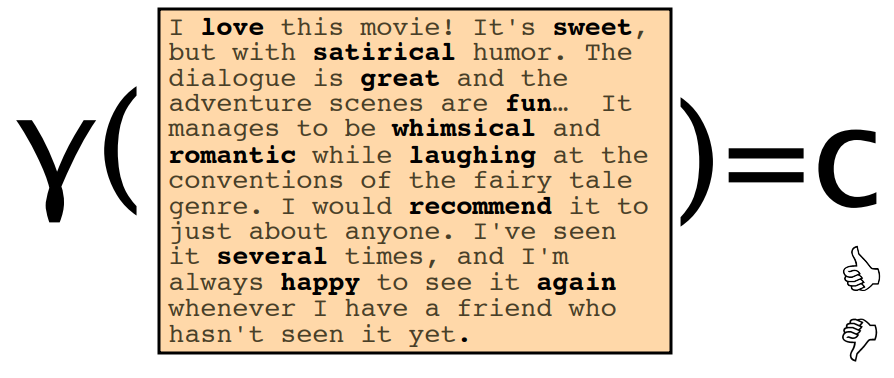 γ(
I love this movie! It's sweet,
but with satirical humor. The
dialogue is great and the
adventure scenes are fun… It
manages to be whimsical and
romantic while laughing at the
conventions of the fairy tale
genre. I would recommend it to
just about anyone. I've seen
it several times, and I'm
always happy to see it again
whenever I have a friend who
hasn't seen it yet.
)=c